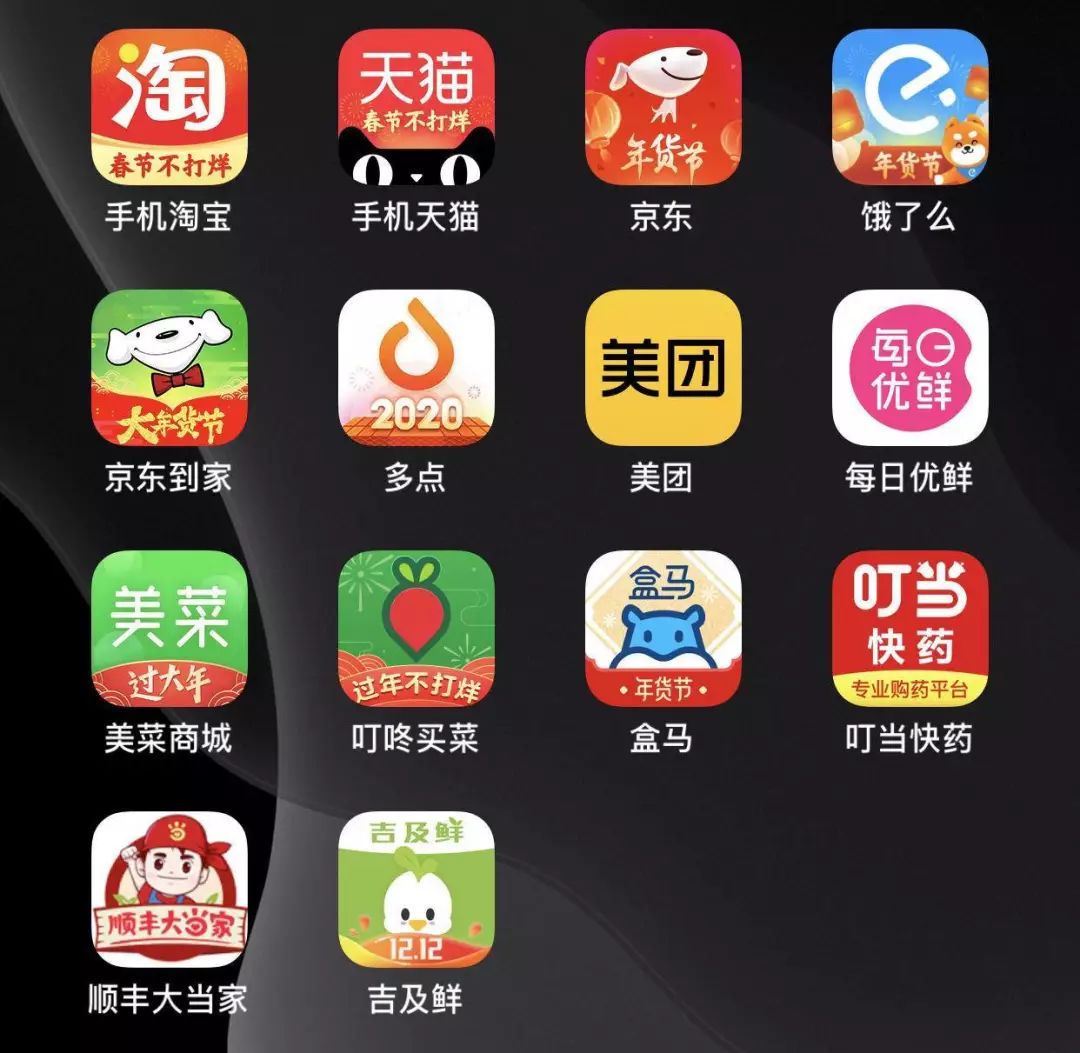 淘
春节不打烊
手机淘宝
天猫
春节不打烊
手机天猫
年货节
京东
e
年货节
饿了么
大年货节
京东到家
2020
多点
美团
美团
每日
优鲜
每日优鲜
美菜
过大年
美菜商城
过年不打烊
叮咚买菜
盒马
·年货节·
盒马
叮当
快药
专业购药平台
叮当快药
顺丰大当家
顺丰大当家
吉及鲜
12.12
吉及鲜